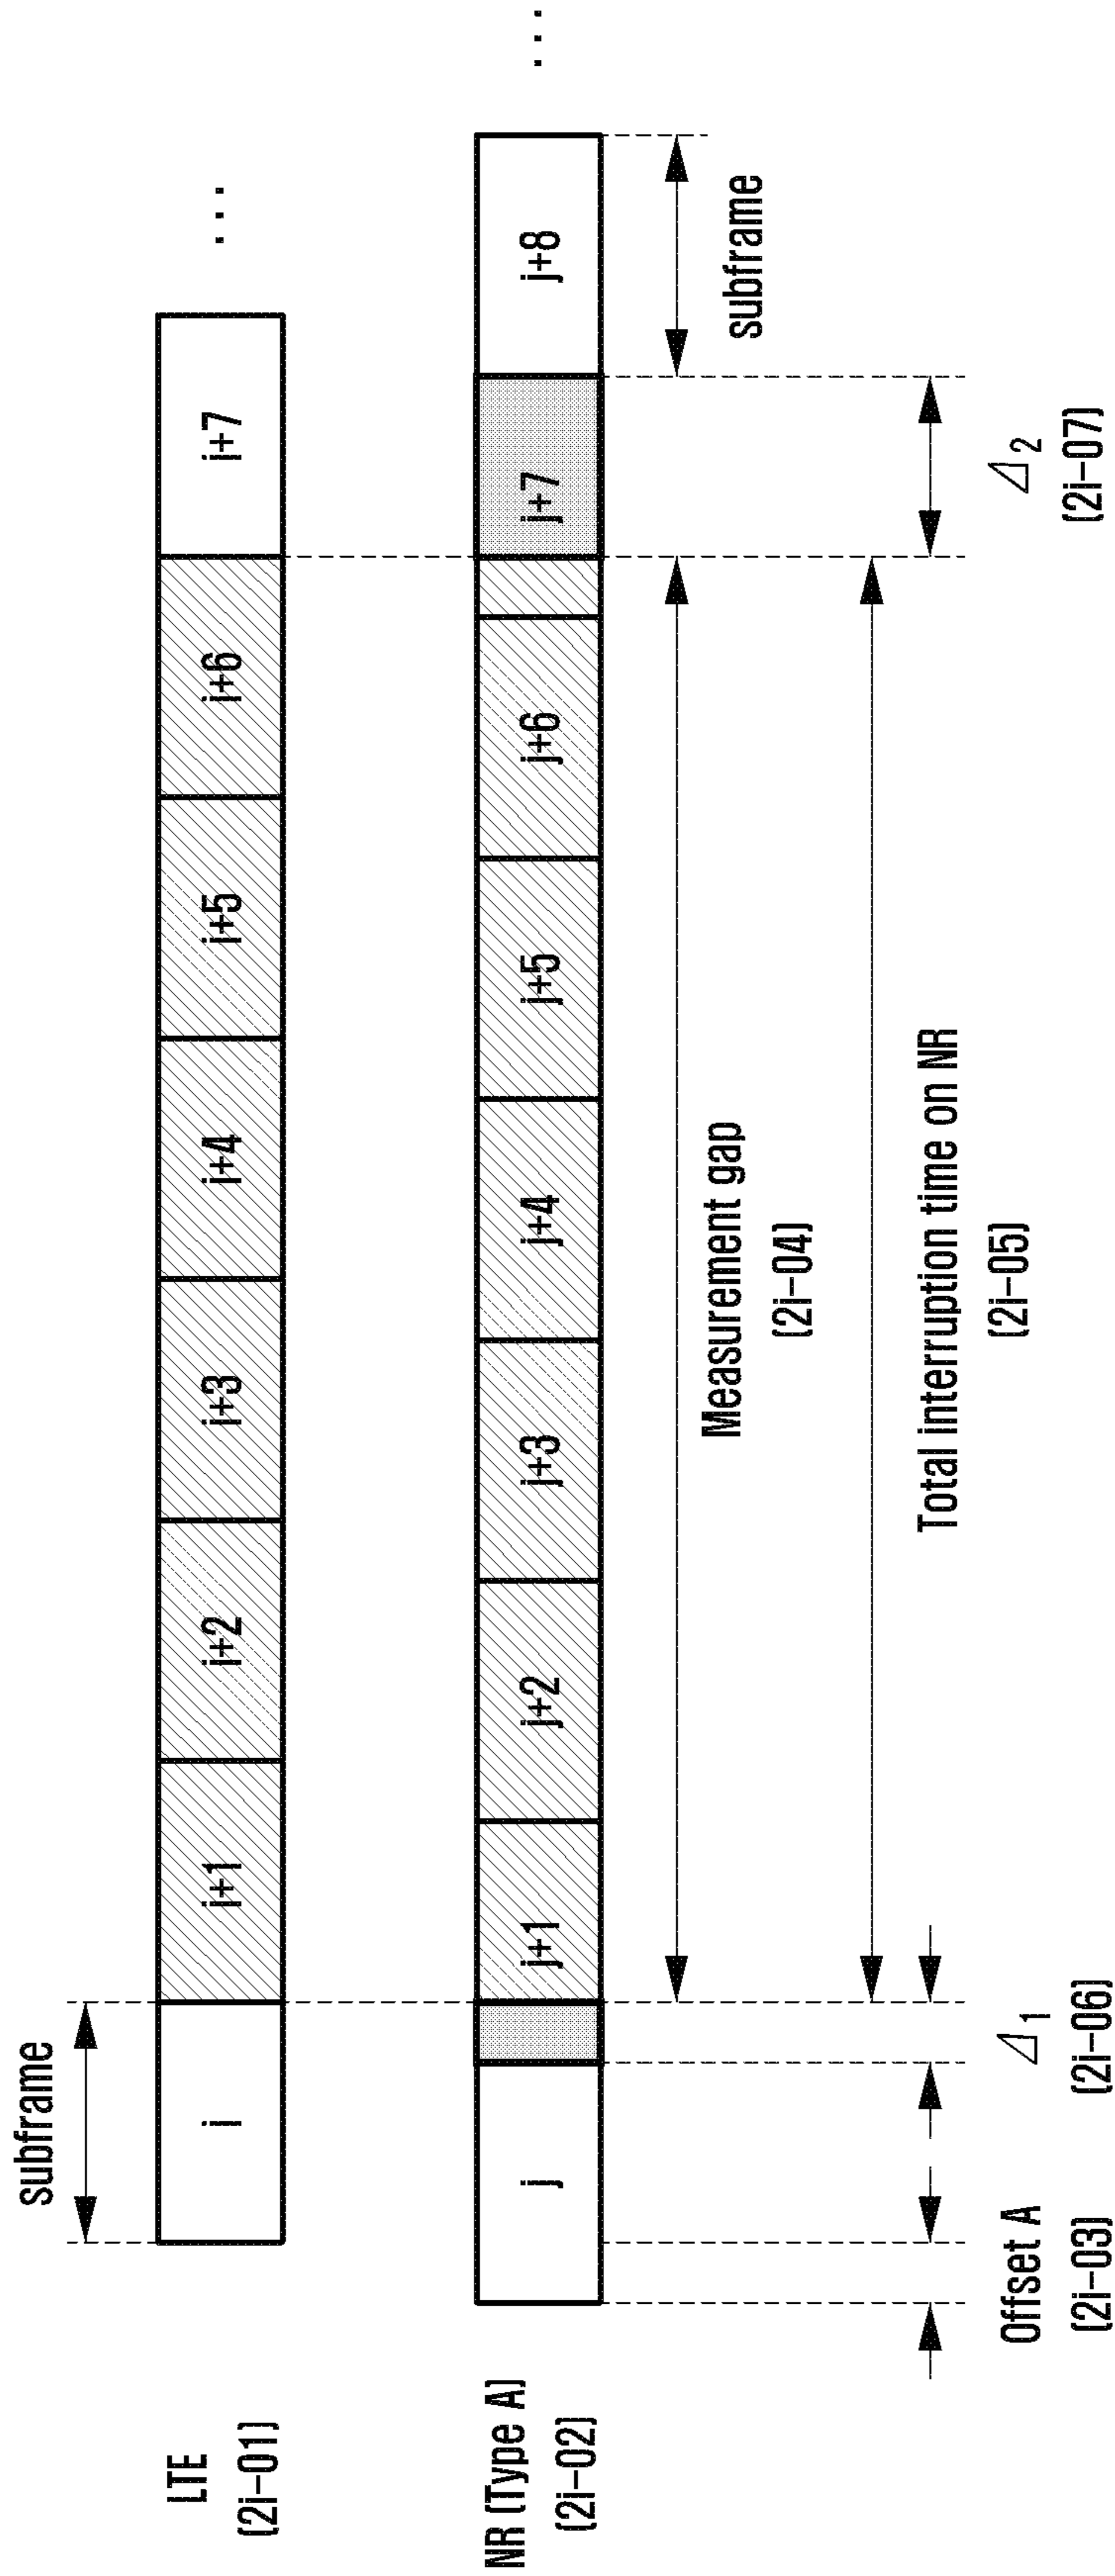 subframe
LTE
(2i-01)
i
i+1
i+2
i+3
i+4
i+5
i+6
i+7
...
NR (Type A)
(2i-02)
j
j+1
j+2
j+3
j+4
j+5
j+6
j+7
j+8
...
Measurement gap
(2i-04)
subframe
Total interruption time on NR
(2i-05)
Offset A
(2i-03)
Δ1
(2i-06)
Δ2
(2i-07)